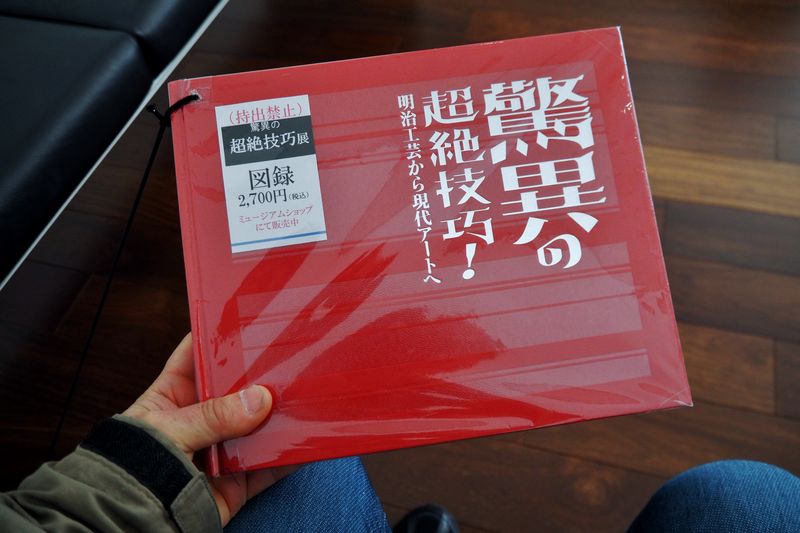 驚異の
超絶技巧！
明治工芸から現代アートへ
（持出禁止）
驚異の
超絶技巧展
図録
2,700円（税込）
ミュージアムショップ
にて販売中